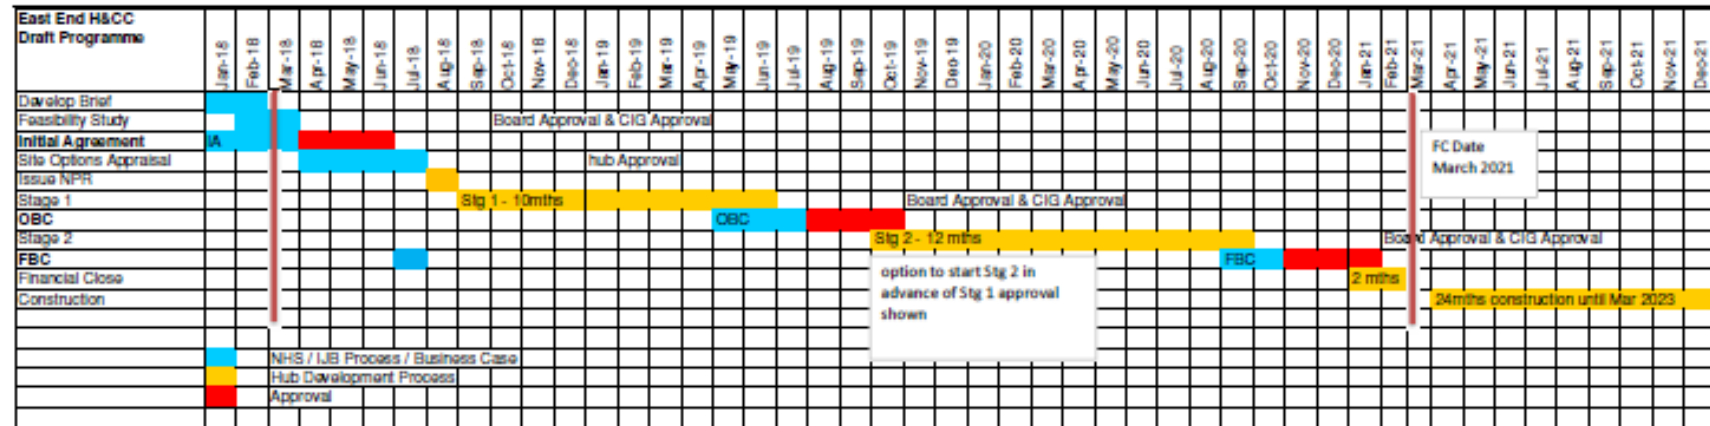 East End H&CC
Draft Programme
Jan-18 Feb-18 Mar-18 Apr-18 May-18 Jun-18 Jul-18 Aug-18 Sep-18 Oct-18 Nov-18 Dec-18 Jan-19 Feb-19 Mar-19 Apr-19 May-19 Jun-19 Jul-19 Aug-19 Sep-19 Oct-19 Nov-19 Dec-19 Jan-20 Feb-20 Mar-20 Apr-20 May-20 Jun-20 Jul-20 Aug-20 Sep-20 Oct-20 Nov-20 Dec-20 Jan-21 Feb-21 Mar-21 Apr-21 May-21 Jun-21 Jul-21 Aug-21 Sep-21 Oct-21 Nov-21 Dec-21
Develop Brief
Feasibility Study Board Approval & CIG Approval
Initial Agreement IA
Site Options Appraisal hub Approval
Issue NPR
Stage 1 Stg 1 - 10mths Board Approval & CIG Approval
OBC OBC
Stage 2 Stg 2 - 12 mths Board Approval & CIG Approval
FBC FBC
Financial Close 2 mths
Construction 24mths construction until Mar 2023
FC Date
March 2021
option to start Stg 2 in
advance of Stg 1 approval
shown
NHS / IJB Process / Business Case
Hub Development Process
Approval